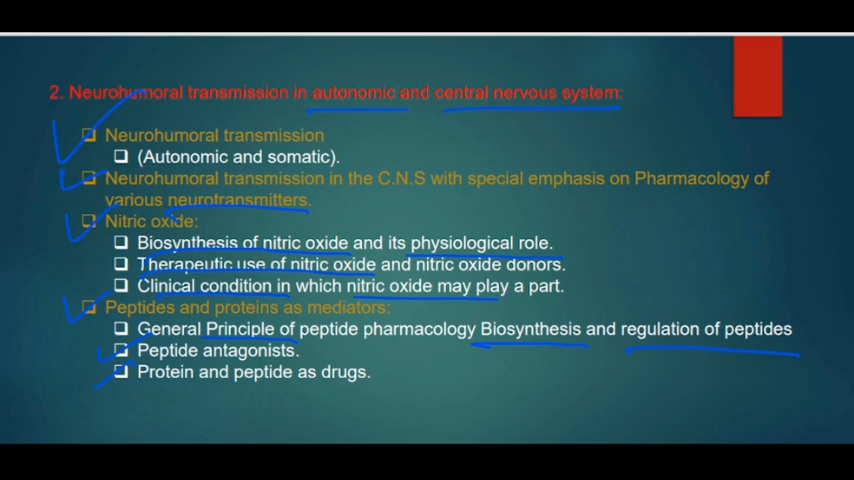 2. Neurohumoral transmission in autonomic and central nervous system:
Neurohumoral transmission
(Autonomic and somatic).
Neurohumoral transmission in the C.N.S with special emphasis on Pharmacology of
various neurotransmitters.
Nitric oxide:
Biosynthesis of nitric oxide and its physiological role.
Therapeutic use of nitric oxide and nitric oxide donors.
Clinical condition in which nitric oxide may play a part.
Peptides and proteins as mediators:
General Principle of peptide pharmacology Biosynthesis and regulation of peptides
Peptide antagonists.
Protein and peptide as drugs.